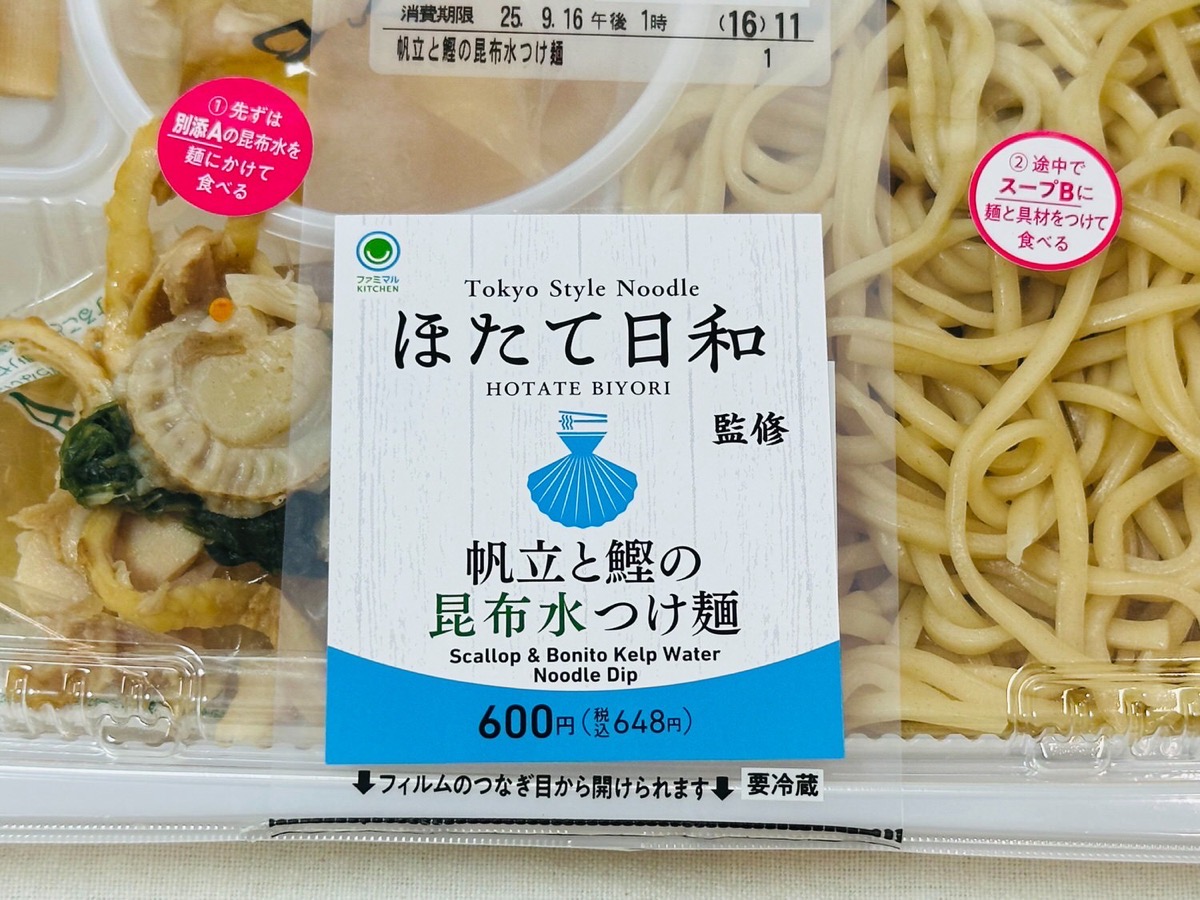 消費期限 25. 9.16 午後 1時 (16) 11
帆立と鰹の昆布水つけ麺 1
①先ずは
別添Aの昆布水を
麺にかけて
食べる
②途中で
スープBに
麺と具材をつけて
食べる
ファミマル
KITCHEN
Tokyo Style Noodle
ほたて日和
HOTATE BIYORI
監修
帆立と鰹の
昆布水つけ麺
Scallop & Bonito Kelp Water
Noodle Dip
600円(税込648円)
⬇フィルムのつなぎ目から開けられます⬇ 要冷蔵